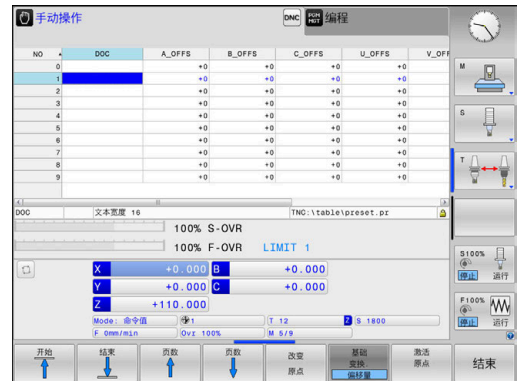 手动操作 DNC PGM MGT 编程
NO DOC A_OFFS B_OFFS C_OFFS U_OFFS V_OFF
0 +0 +0 +0 +0
1 +0 +0 +0 +0
2 +0 +0 +0 +0
3 +0 +0 +0 +0
4 +0 +0 +0 +0
5 +0 +0 +0 +0
6 +0 +0 +0 +0
7 +0 +0 +0 +0
8 +0 +0 +0 +0
9 +0 +0 +0 +0
DOC 文本宽度 16 TNC:\table\preset.pr
100% S-OVR
100% F-OVR LIMIT 1
X +0.000 B +0.000
Y +0.000 C +0.000
Z +110.000
Mode: 命令值 1 T 12 Z S 1800
F 0mm/min Ovr 100% M 5/9
M
S
T
S100%
停止 运行
F100%
停止 运行
开始
结束
页数
页数
改变
原点
基础
变换.
偏移量
激活
原点
结束